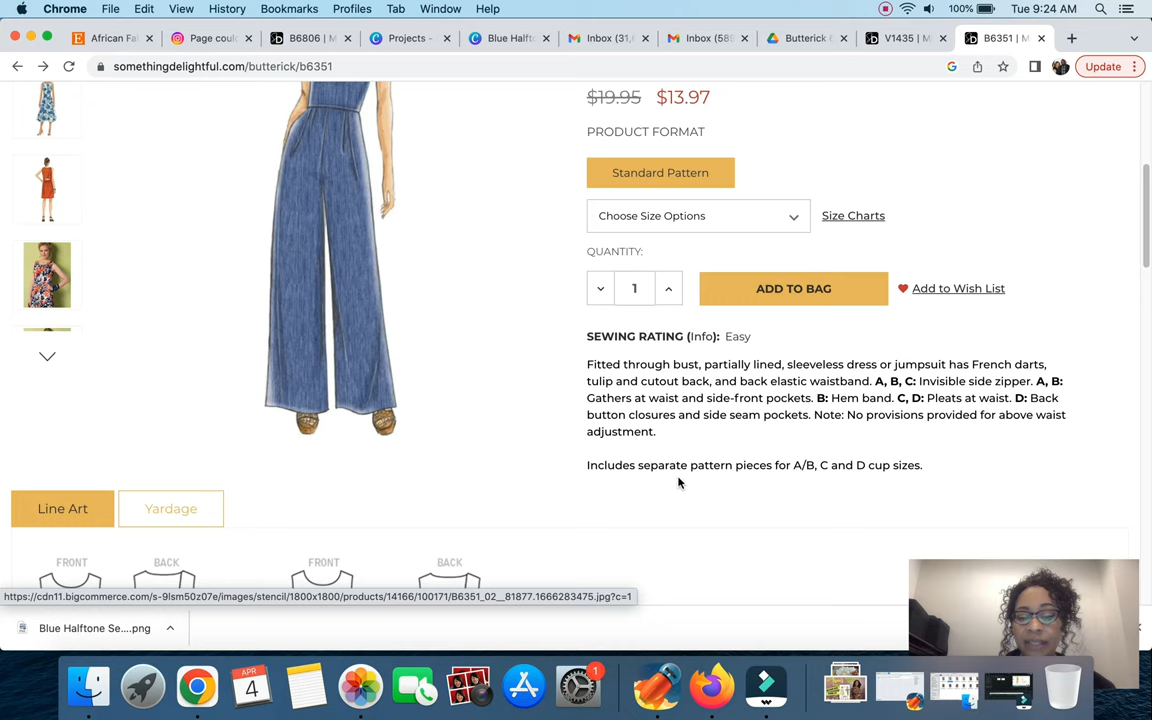 Chrome File Edit View History Bookmarks Profiles Tab Window Help 100% Tue 9:24 AM
African Fal Instagram Page coul B6806 | M Projects - Blue Halft Inbox (31, Inbox (589 Butterick V1435 | M B6351 | M
somethingdelightful.com/butterick/b6351 Update
$19.95 $13.97
PRODUCT FORMAT
Standard Pattern
Choose Size Options Size Charts
QUANTITY:
1 ADD TO BAG Add to Wish List
SEWING RATING (Info): Easy
Fitted through bust, partially lined, sleeveless dress or jumpsuit has French darts,
tulip and cutout back, and back elastic waistband. A, B, C: Invisible side zipper. A, B:
Gathers at waist and side-front pockets. B: Hem band. C, D: Pleats at waist. D: Back
button closures and side seam pockets. Note: No provisions provided for above waist
adjustment.
Includes separate pattern pieces for A/B, C and D cup sizes.
Line Art Yardage
FRONT BACK FRONT BACK
https://cdn11.bigcommerce.com/s-9lsm50z07e/images/stencil/1800x1800/products/14166/100171/B6351_02__81877.1666283475.jpg?c=1
Blue Halftone Se....png
APR
4
1